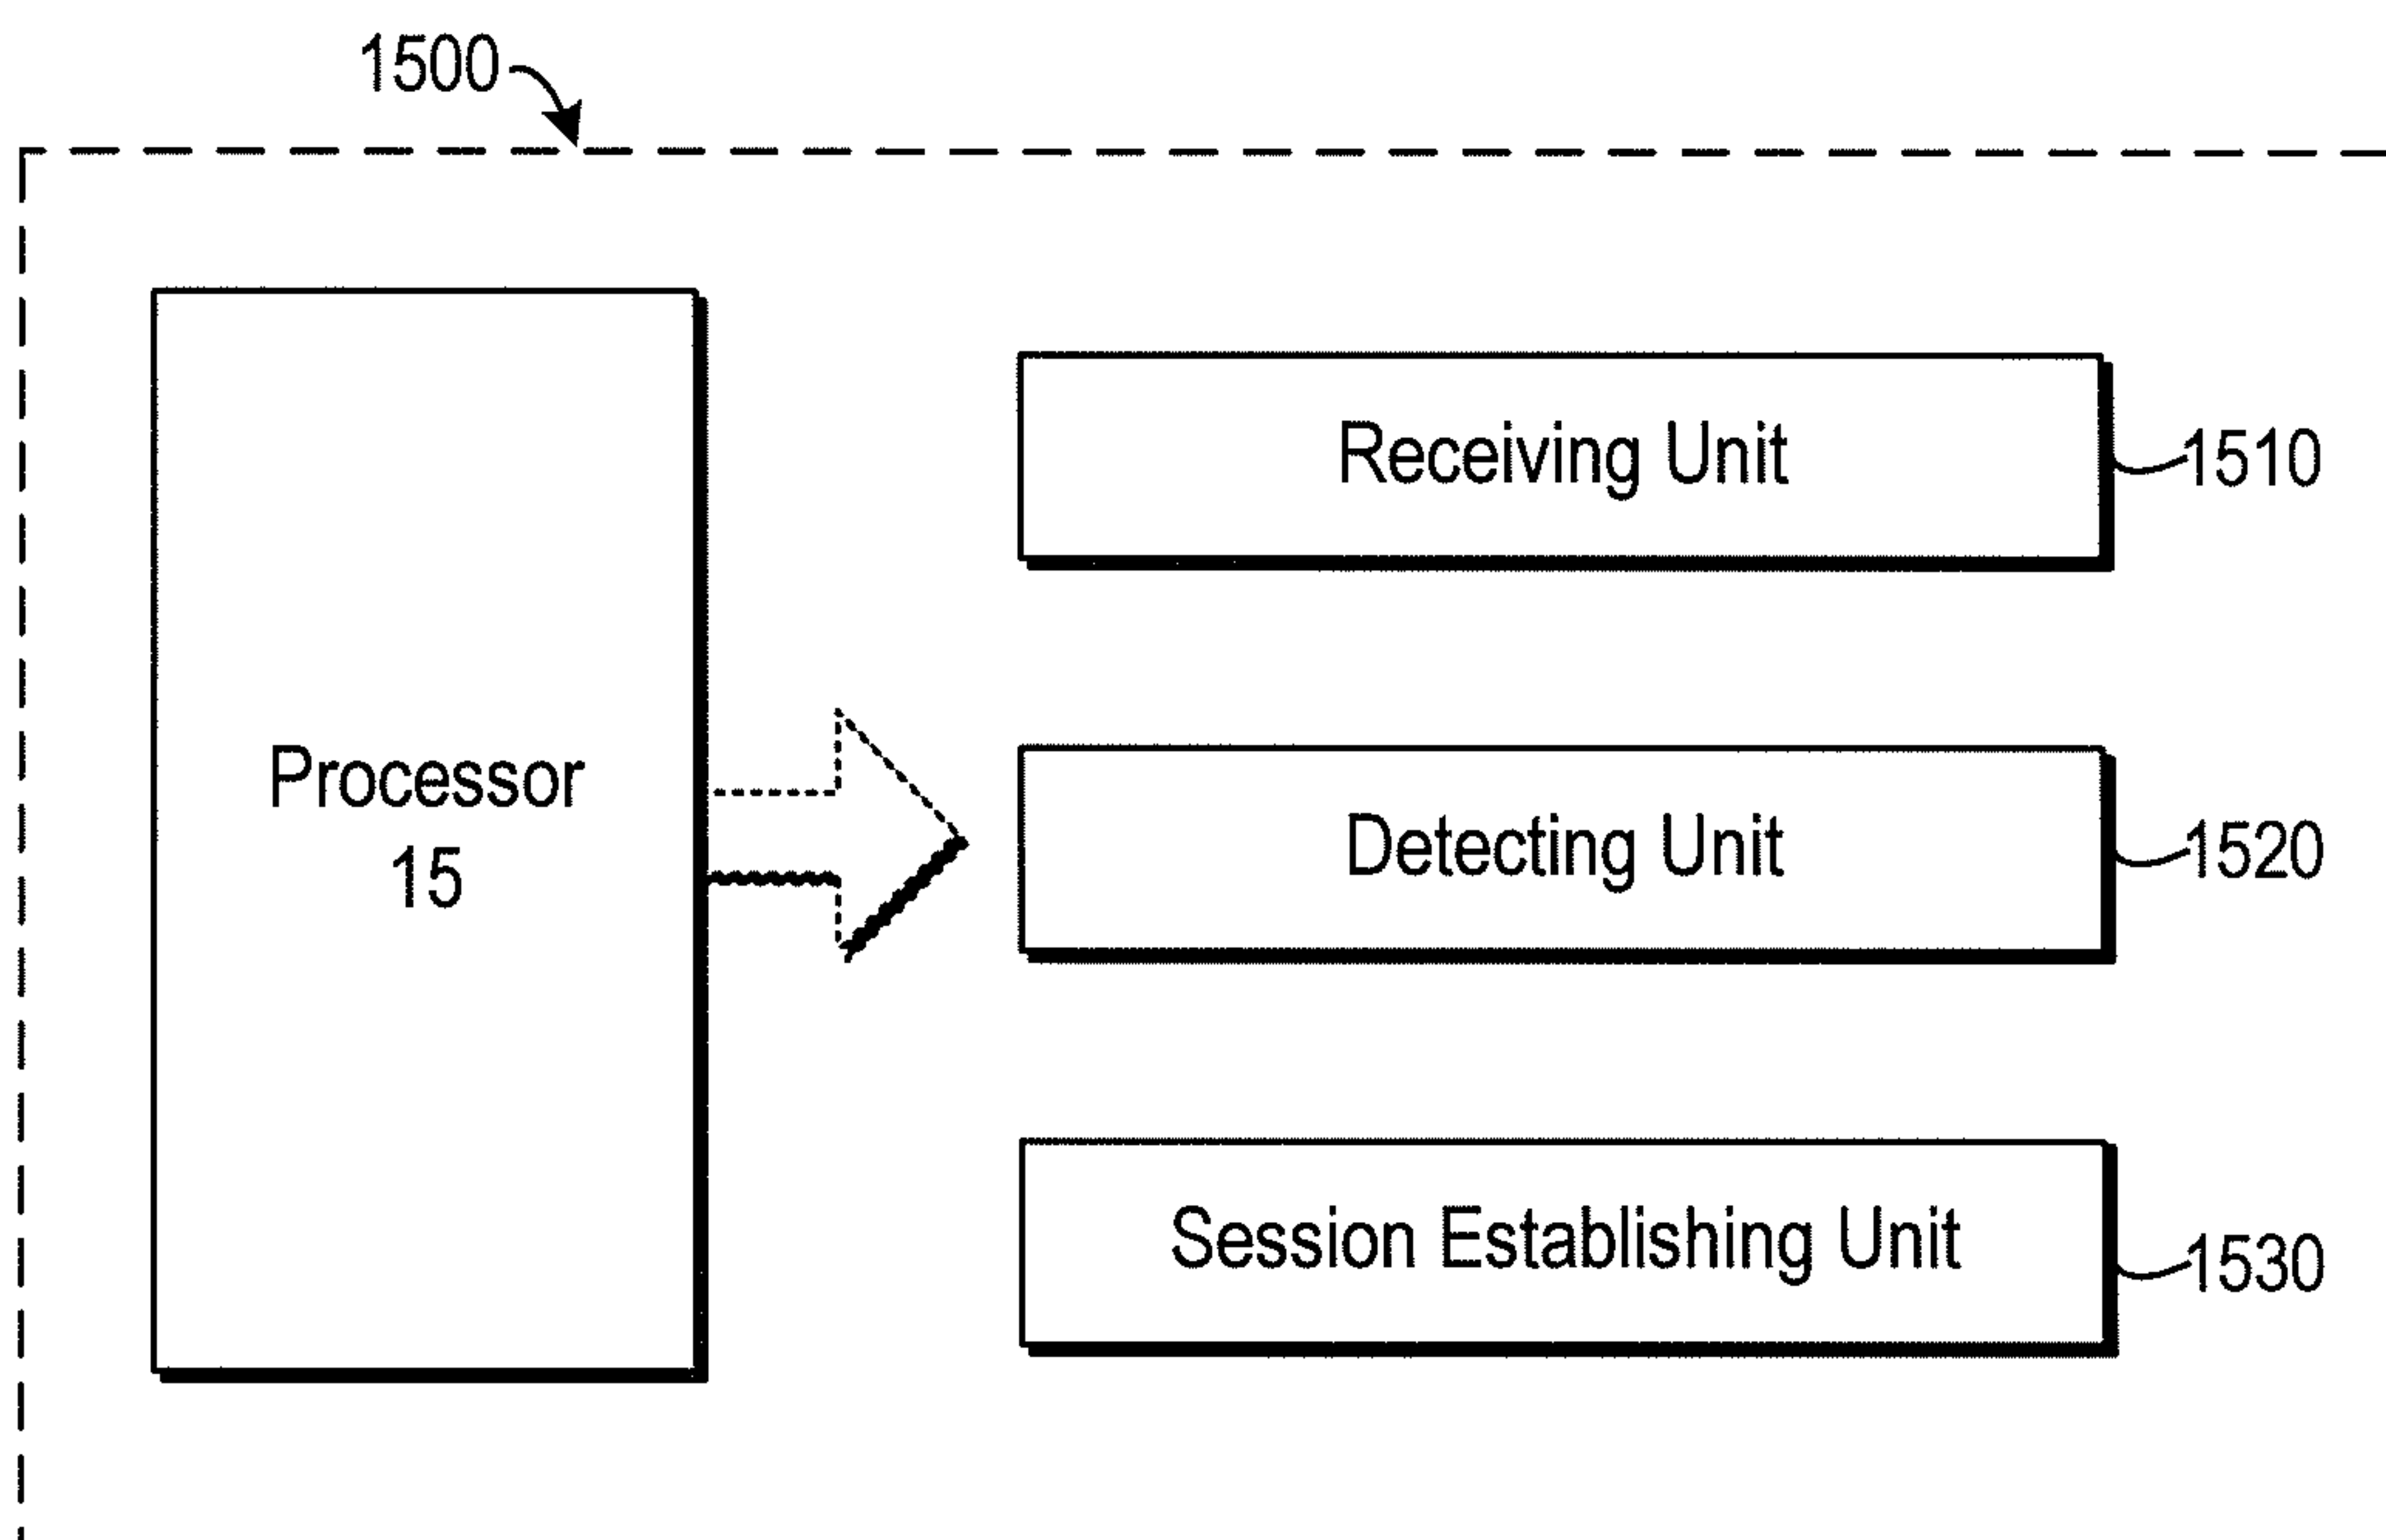 1500
Processor
15
Receiving Unit
1510
Detecting Unit
1520
Session Establishing Unit
1530